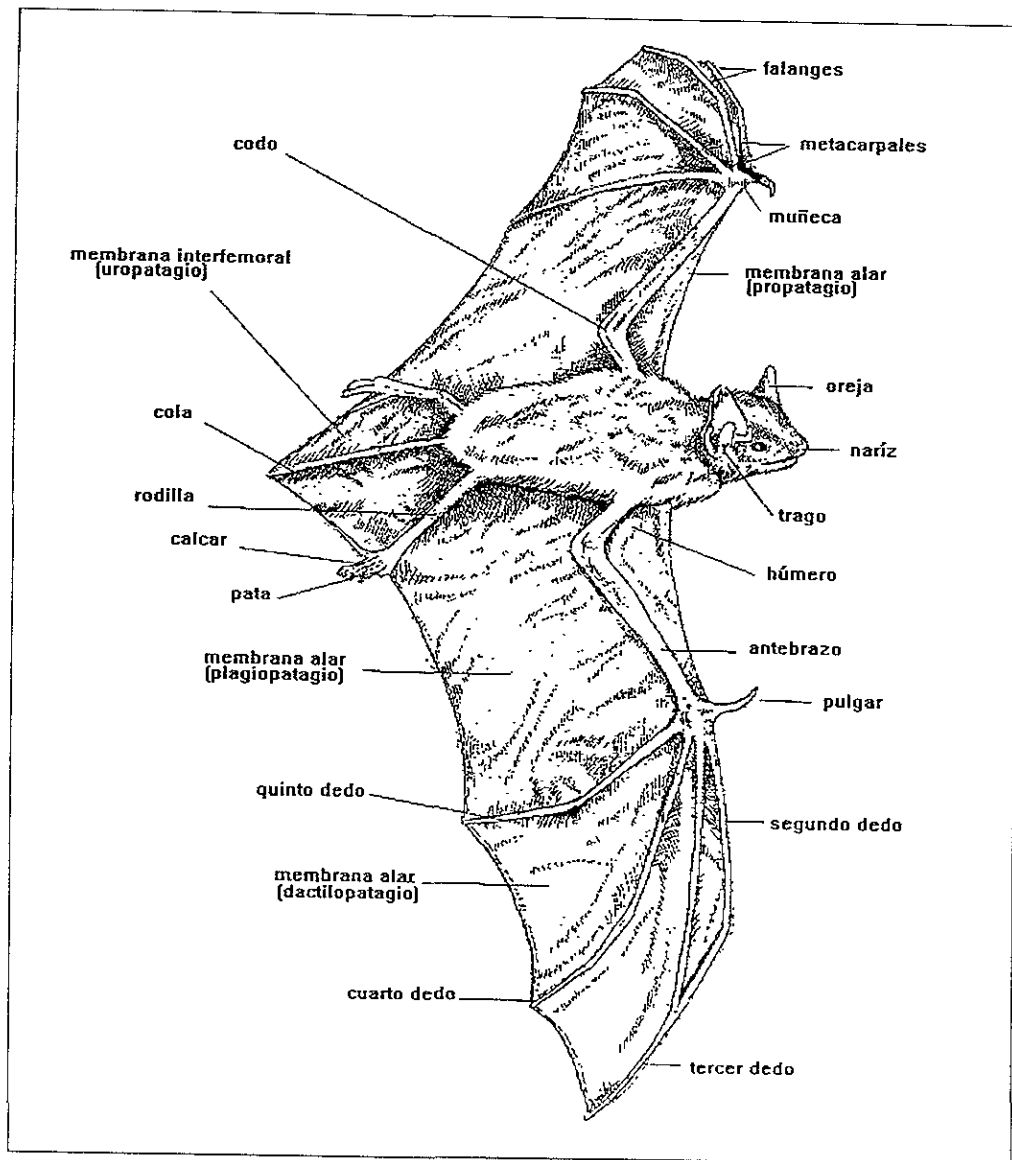 falanges
codo
metacarpales
muñeca
membrana interfemoral
(uropatagio)
membrana alar
(propatagio)
oreja
cola
naríz
rodilla
trago
calcar
húmero
pata
antebrazo
membrana alar
(plagiopatagio)
pulgar
quinto dedo
segundo dedo
membrana alar
(dactilopatagio)
cuarto dedo
tercer dedo